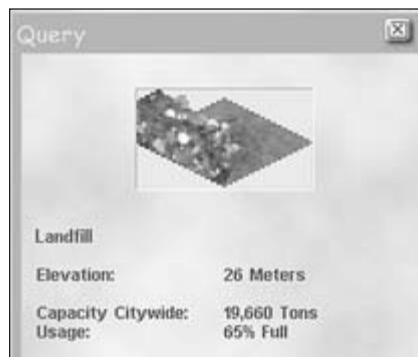 Query
Landfill
Elevation: 26 Meters
Capacity Citywide: 19,660 Tons
Usage: 65% Full